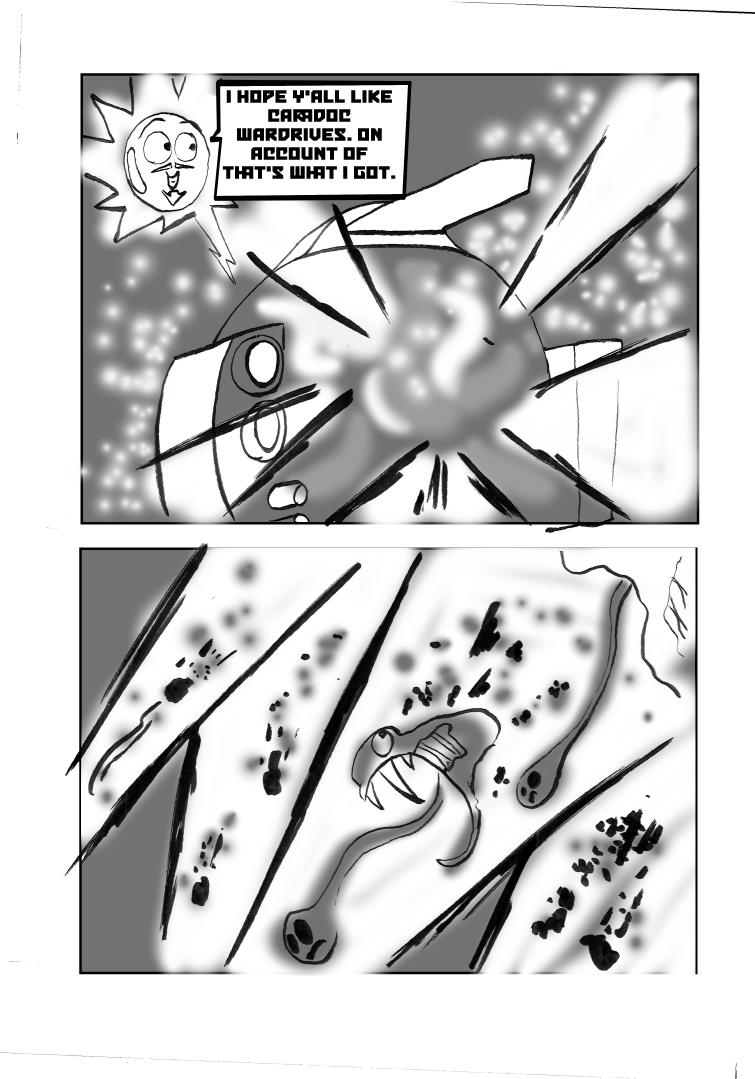 I HOPE Y'ALL LIKE
CARADOC
WARDRIVES. ON
ACCOUNT OF
THAT'S WHAT I GOT.